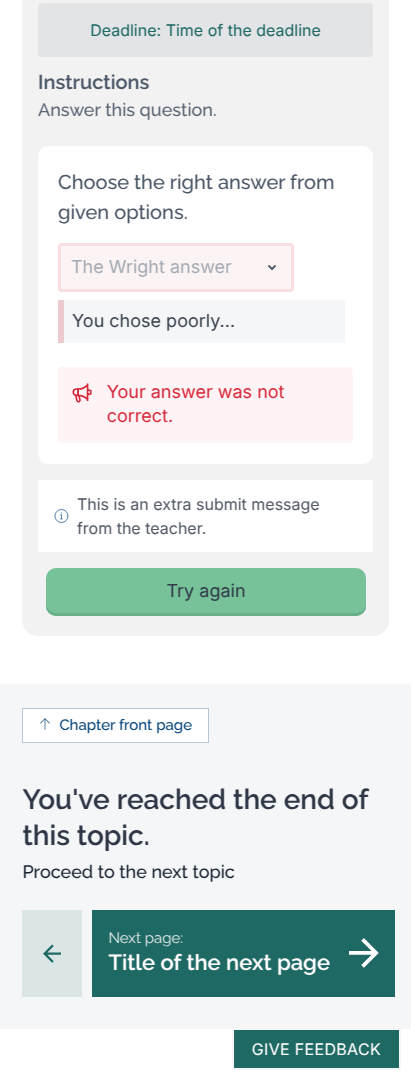 Deadline: Time of the deadline
Instructions
Answer this question.
Choose the right answer from
given options.
The Wright answer
You chose poorly...
Your answer was not
correct.
This is an extra submit message
from the teacher.
Try again
Chapter front page
You've reached the end of
this topic.
Proceed to the next topic
Next page:
Title of the next page
GIVE FEEDBACK